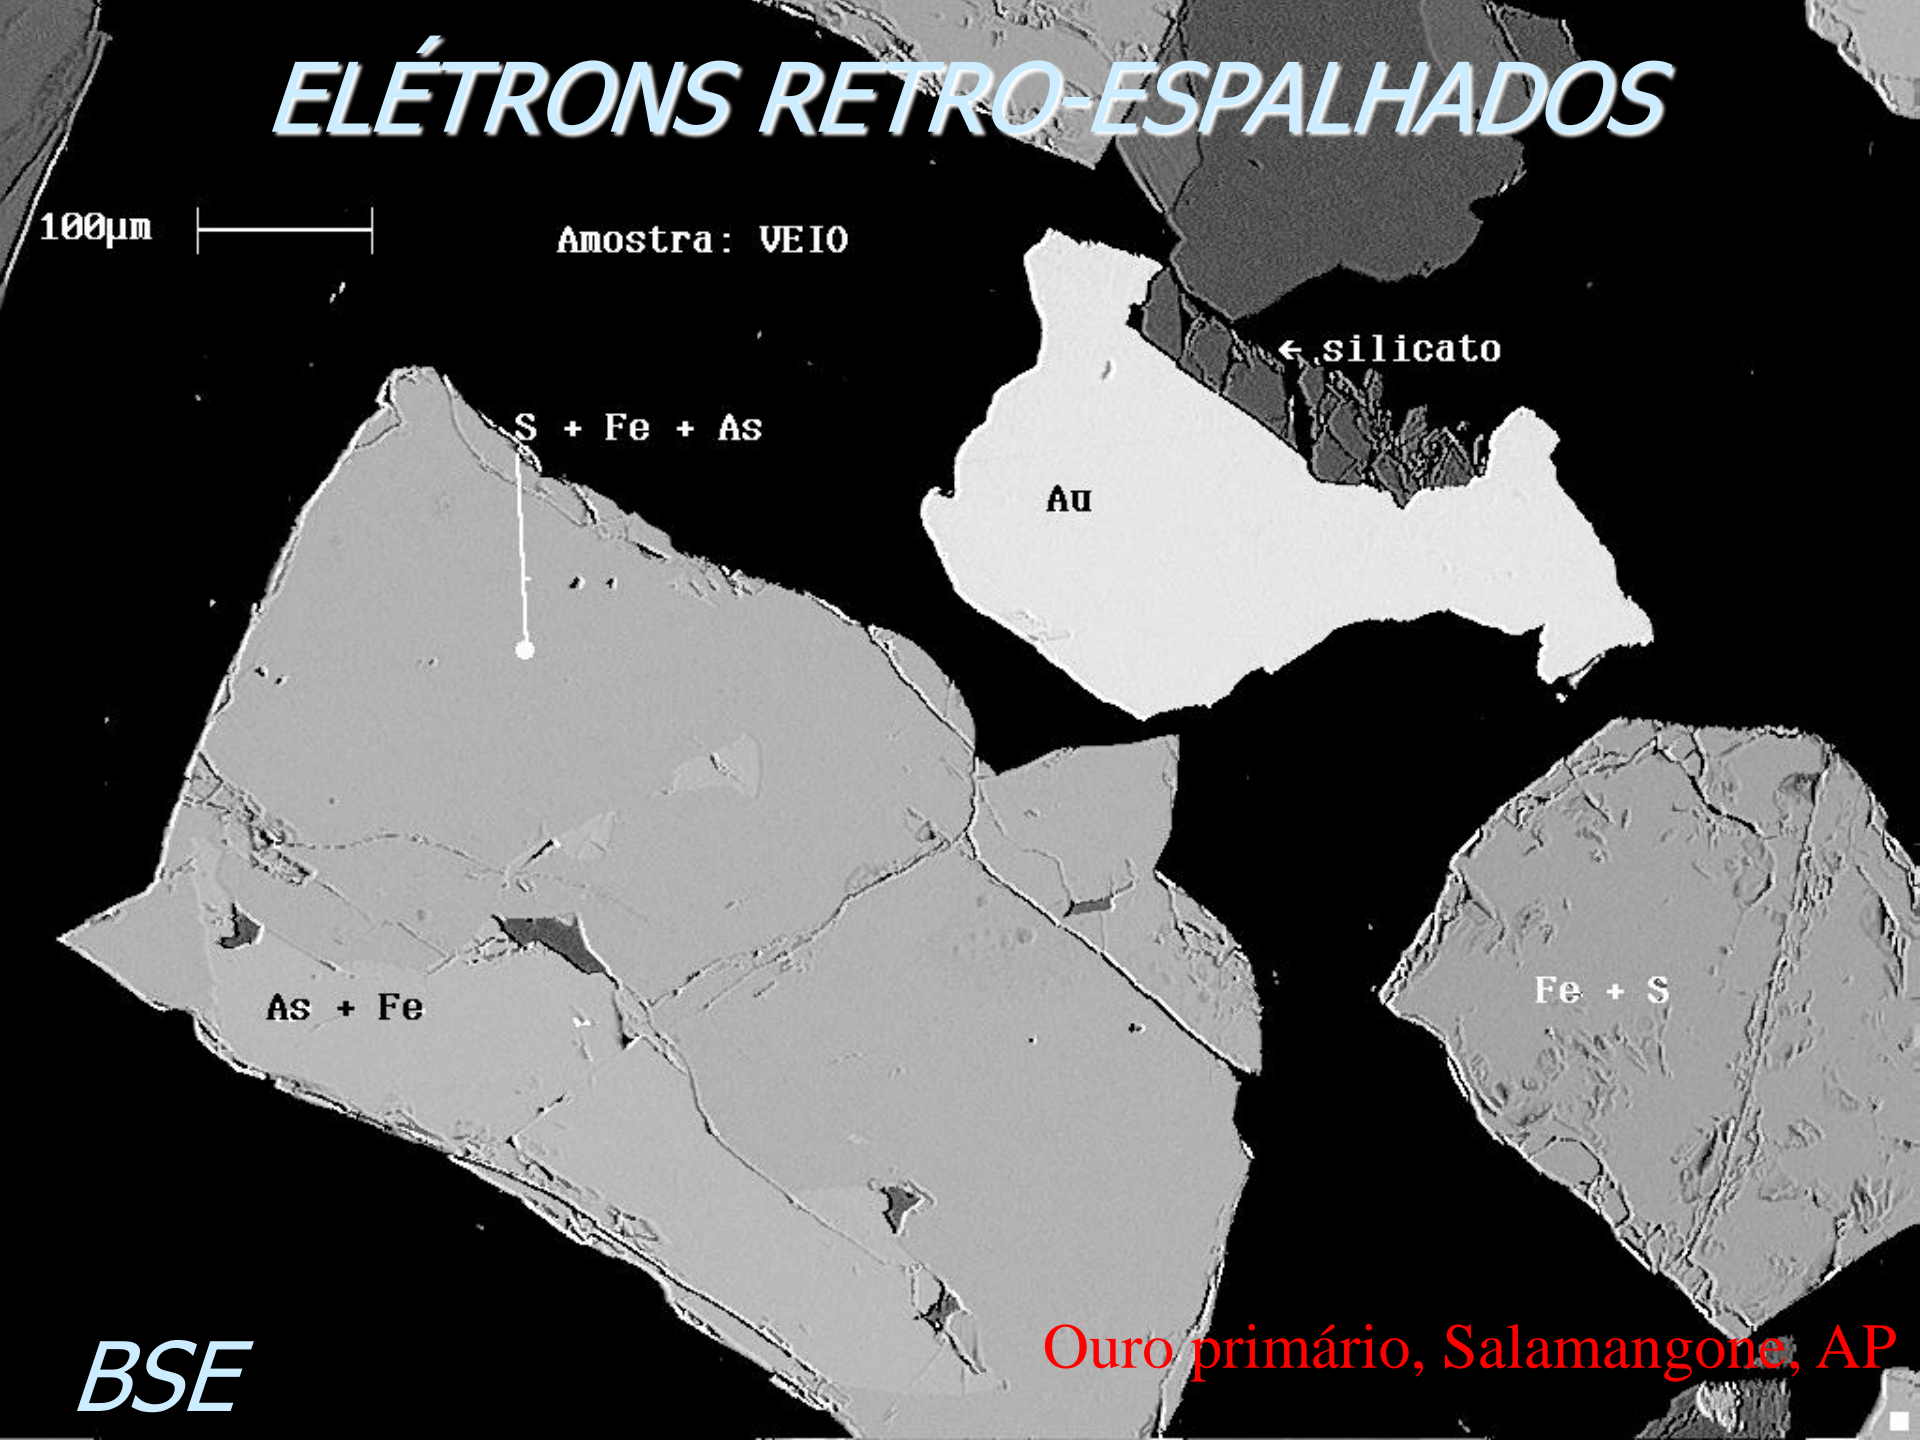 ELÉTRONS RETRO-ESPALHADOS
100µm
Amostra: VEIO
← silicato
S + Fe + As
Au
Fe + S
As + Fe
Ouro primário, Salamangone, AP
BSE